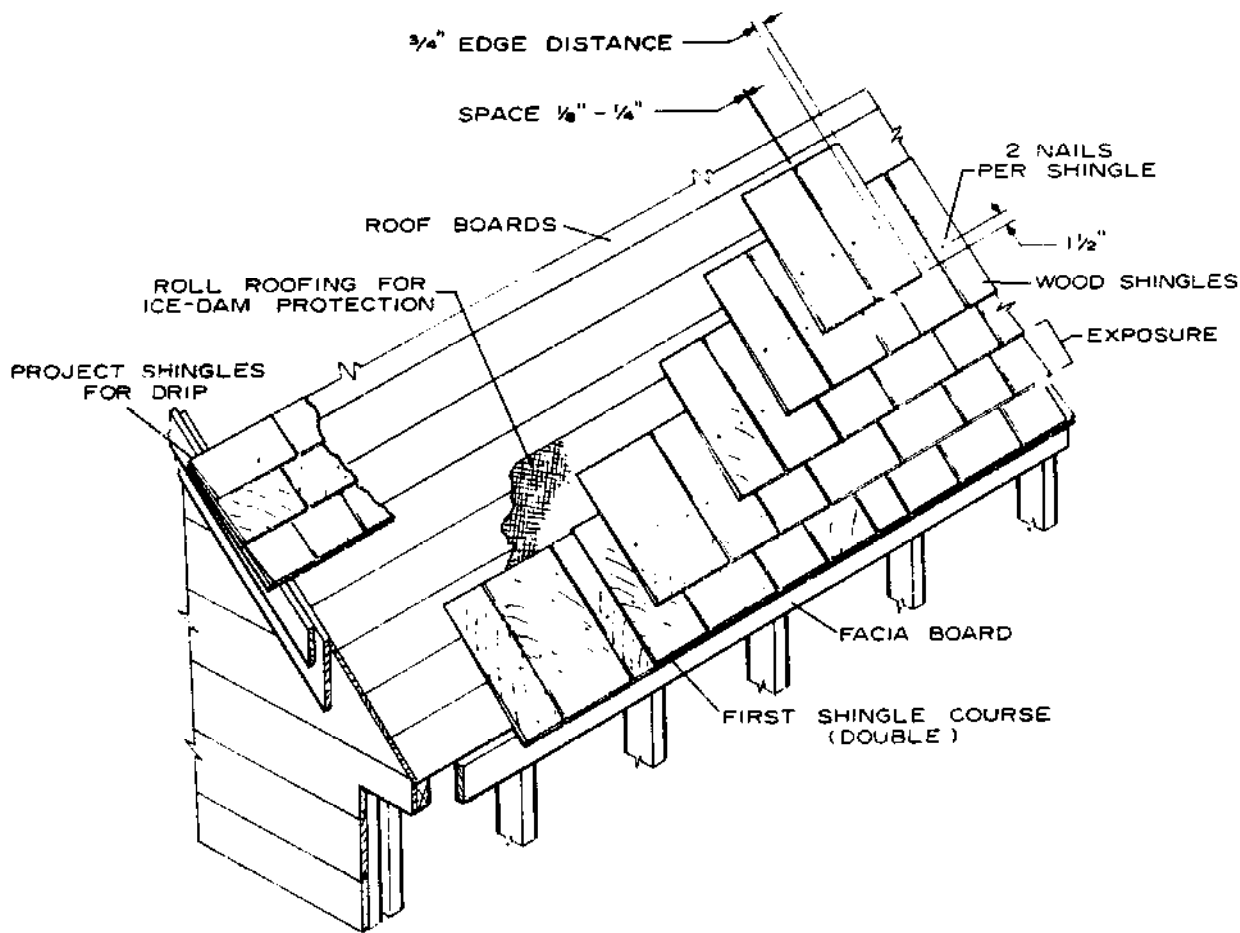 3/4" EDGE DISTANCE
SPACE 1/8" - 1/4"
2 NAILS
PER SHINGLE
ROOF BOARDS
1 1/2"
ROLL ROOFING FOR
ICE-DAM PROTECTION
WOOD SHINGLES
EXPOSURE
PROJECT SHINGLES
FOR DRIP
FACIA BOARD
FIRST SHINGLE COURSE
(DOUBLE)